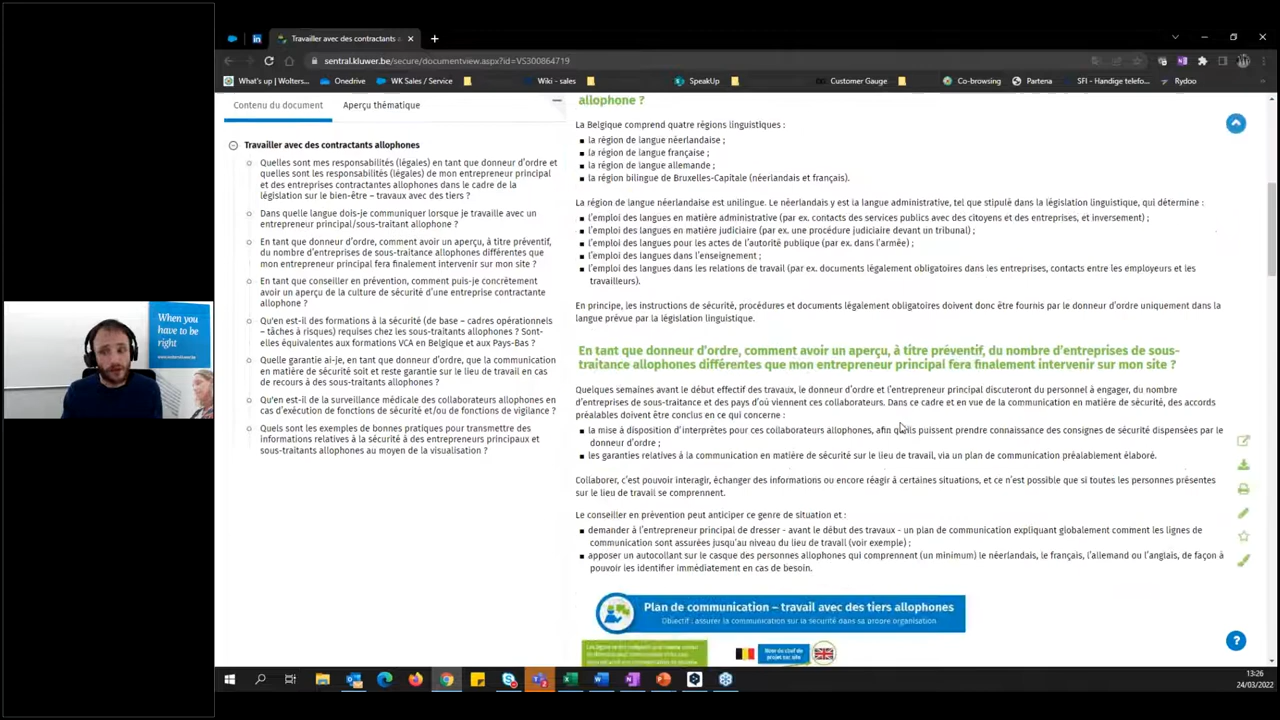 Travailler avec des contractants
sentral.kluwer.be/secure/documentview.aspx?id=VS300864719
What's up | Wolters...
Onedrive
WK Sales / Service
Wiki - sales
SpeakUp
Customer Gauge
Co-browsing
Partena
SFI - Handige telefo...
Rydoo
Contenu du document
Aperçu thématique
Travailler avec des contractants allophones
Quelles sont mes responsabilités (légales) en tant que donneur d'ordre et
quelles sont les responsabilités (légales) de mon entrepreneur principal
et des entreprises contractantes allophones dans le cadre de la
législation sur le bien-être – travaux avec des tiers ?
Dans quelle langue dois-je communiquer lorsque je travaille avec un
entrepreneur principal/sous-traitant allophone ?
En tant que donneur d'ordre, comment avoir un aperçu, à titre préventif,
du nombre d'entreprises de sous-traitance allophones différentes que
mon entrepreneur principal fera finalement intervenir sur mon site ?
En tant que conseiller en prévention, comment puis-je concrètement
avoir un aperçu de la culture de sécurité d'une entreprise contractante
allophone ?
Qu'en est-il des formations à la sécurité (de base – cadres opérationnels
– tâches à risques) requises chez les sous-traitants allophones ? Sont-
elles équivalentes aux formations VCA en Belgique et aux Pays-Bas ?
Quelle garantie ai-je, en tant que donneur d'ordre, que la communication
en matière de sécurité soit et reste garantie sur le lieu de travail en cas
de recours à des sous-traitants allophones ?
Qu'en est-il de la surveillance médicale des collaborateurs allophones en
cas d'exécution de fonctions de sécurité et/ou de fonctions de vigilance ?
Quels sont les exemples de bonnes pratiques pour transmettre des
informations relatives à la sécurité à des entrepreneurs principaux et
sous-traitants allophones au moyen de la visualisation ?
allophone ?
La Belgique comprend quatre régions linguistiques :
la région de langue néerlandaise ;
la région de langue française ;
la région de langue allemande ;
la région bilingue de Bruxelles-Capitale (néerlandais et français).
La région de langue néerlandaise est unilingue. Le néerlandais y est la langue administrative, tel que stipulé dans la législation linguistique, qui détermine :
l'emploi des langues en matière administrative (par ex. contacts des services publics avec des citoyens et des entreprises, et inversement) ;
l'emploi des langues en matière judiciaire (par ex. une procédure judiciaire devant un tribunal) ;
l'emploi des langues pour les actes de l'autorité publique (par ex. dans l'armée) ;
l'emploi des langues dans l'enseignement ;
l'emploi des langues dans les relations de travail (par ex. documents légalement obligatoires dans les entreprises, contacts entre les employeurs et les
travailleurs).
En principe, les instructions de sécurité, procédures et documents légalement obligatoires doivent donc être fournis par le donneur d'ordre uniquement dans la
langue prévue par la législation linguistique.
En tant que donneur d'ordre, comment avoir un aperçu, à titre préventif, du nombre d'entreprises de sous-
traitance allophones différentes que mon entrepreneur principal fera finalement intervenir sur mon site ?
Quelques semaines avant le début effectif des travaux, le donneur d'ordre et l'entrepreneur principal discuteront du personnel à engager, du nombre
d'entreprises de sous-traitance et des pays d'où viennent ces collaborateurs. Dans ce cadre et en vue de la communication en matière de sécurité, des accords
préalables doivent être conclus en ce qui concerne :
la mise à disposition d'interprètes pour ces collaborateurs allophones, afin qu'ils puissent prendre connaissance des consignes de sécurité dispensées par le
donneur d'ordre ;
les garanties relatives à la communication en matière de sécurité sur le lieu de travail, via un plan de communication préalablement élaboré.
Collaborer, c'est pouvoir interagir, échanger des informations ou encore réagir à certaines situations, et ce n'est possible que si toutes les personnes présentes
sur le lieu de travail se comprennent.
Le conseiller en prévention peut anticiper ce genre de situation et :
demander à l'entrepreneur principal de dresser - avant le début des travaux - un plan de communication expliquant globalement comment les lignes de
communication sont assurées jusqu'au niveau du lieu de travail (voir exemple) ;
apposer un autocollant sur le casque des personnes allophones qui comprennent (un minimum) le néerlandais, le français, l'allemand ou l'anglais, de façon à
pouvoir les identifier immédiatement en cas de besoin.
Plan de communication – travail avec des tiers allophones
Objectif : assurer la communication sur la sécurité dans sa propre organisation
Nom du chef de
projet sur site
When you
have to be
right
13:26
24/03/2022